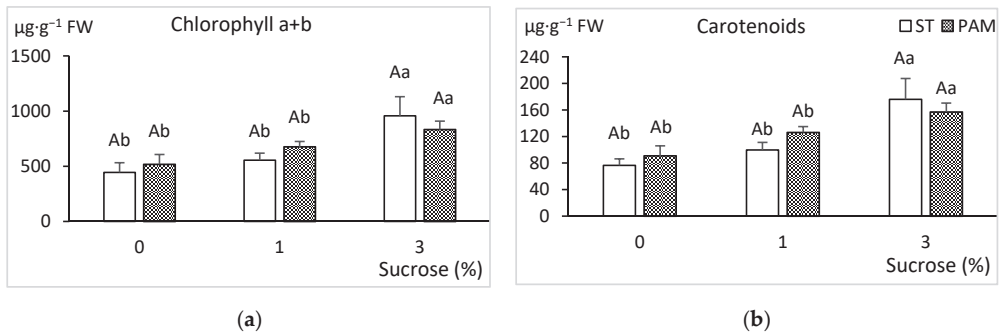 µg·g⁻¹ FW
Chlorophyll a+b
1500
1000
500
0
Ab Ab Ab Ab Aa Aa
0 1 3
Sucrose (%)
(a)
µg·g⁻¹ FW
Carotenoids
ST PAM
240
200
160
120
80
40
0
Ab Ab Ab Ab Aa Aa
0 1 3
Sucrose (%)
(b)